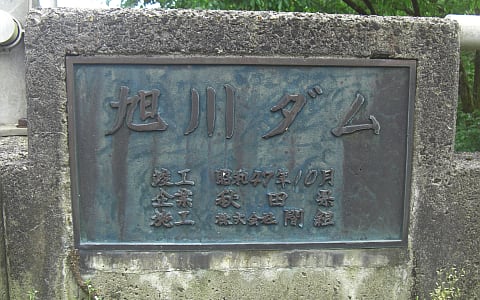 旭川ダム
竣工 昭和47年10月
企業 秋田県
施工 株式会社 間組